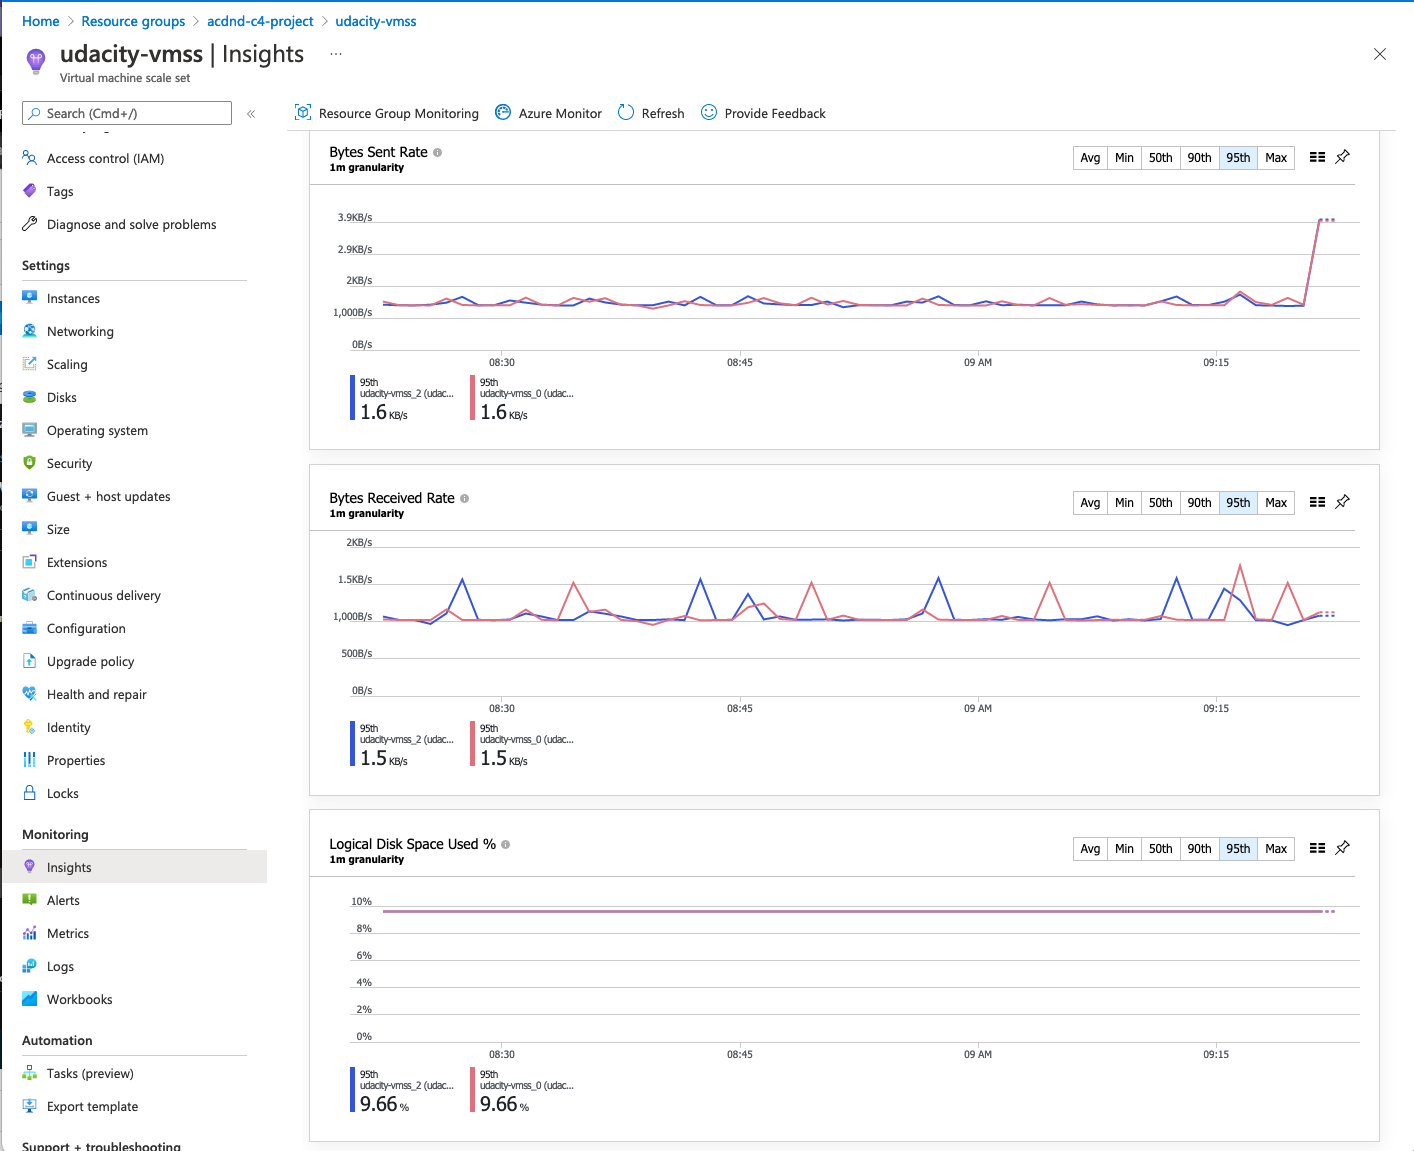 Home > Resource groups > acdnd-c4-project > udacity-vmss
udacity-vmss | Insights ...
Virtual machine scale set
Search (Cmd+/) «
Resource Group Monitoring Azure Monitor Refresh Provide Feedback
Access control (IAM)
Tags
Diagnose and solve problems
Settings
Instances
Networking
Scaling
Disks
Operating system
Security
Guest + host updates
Size
Extensions
Continuous delivery
Configuration
Upgrade policy
Health and repair
Identity
Properties
Locks
Monitoring
Insights
Alerts
Metrics
Logs
Workbooks
Automation
Tasks (preview)
Export template
Support + troubleshooting
Bytes Sent Rate
1m granularity
Avg Min 50th 90th 95th Max
3.9KB/s
2.9KB/s
2KB/s
1,000B/s
0B/s
08:30 08:45 09 AM 09:15
95th 95th
udacity-vmss_2 (udac... udacity-vmss_0 (udac...
1.6 KB/s 1.6 KB/s
Bytes Received Rate
1m granularity
Avg Min 50th 90th 95th Max
2KB/s
1.5KB/s
1,000B/s
500B/s
0B/s
08:30 08:45 09 AM 09:15
95th 95th
udacity-vmss_2 (udac... udacity-vmss_0 (udac...
1.5 KB/s 1.5 KB/s
Logical Disk Space Used %
1m granularity
Avg Min 50th 90th 95th Max
10%
8%
6%
4%
2%
0%
08:30 08:45 09 AM 09:15
95th 95th
udacity-vmss_2 (udac... udacity-vmss_0 (udac...
9.66 % 9.66 %